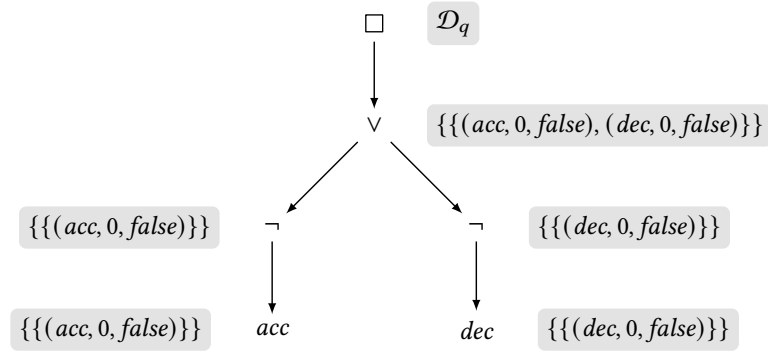 □ 𝒟q
∨ {{(acc, 0, false), (dec, 0, false)}}
{{(acc, 0, false)}} ¬ ¬ {{(dec, 0, false)}}
{{(acc, 0, false)}} acc dec {{(dec, 0, false)}}